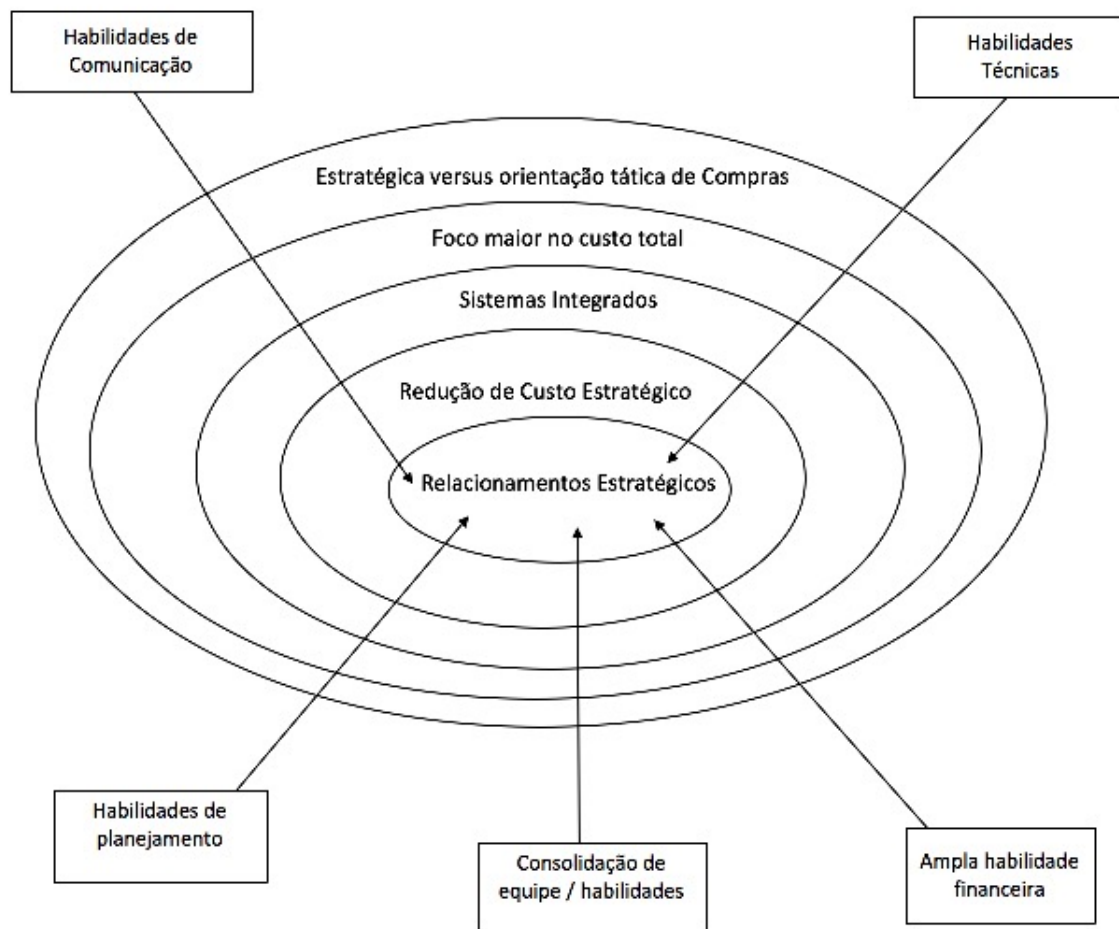 Habilidades de
Comunicação
Habilidades
Técnicas
Estratégica versus orientação tática de Compras
Foco maior no custo total
Sistemas Integrados
Redução de Custo Estratégico
Relacionamentos Estratégicos
Habilidades de
planejamento
Consolidação de
equipe / habilidades
Ampla habilidade
financeira